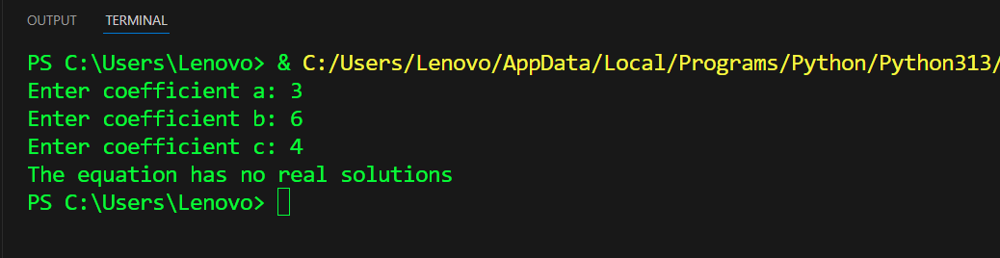 OUTPUT TERMINAL
PS C:\Users\Lenovo> & C:/Users/Lenovo/AppData/Local/Programs/Python/Python313/
Enter coefficient a: 3
Enter coefficient b: 6
Enter coefficient c: 4
The equation has no real solutions
PS C:\Users\Lenovo>